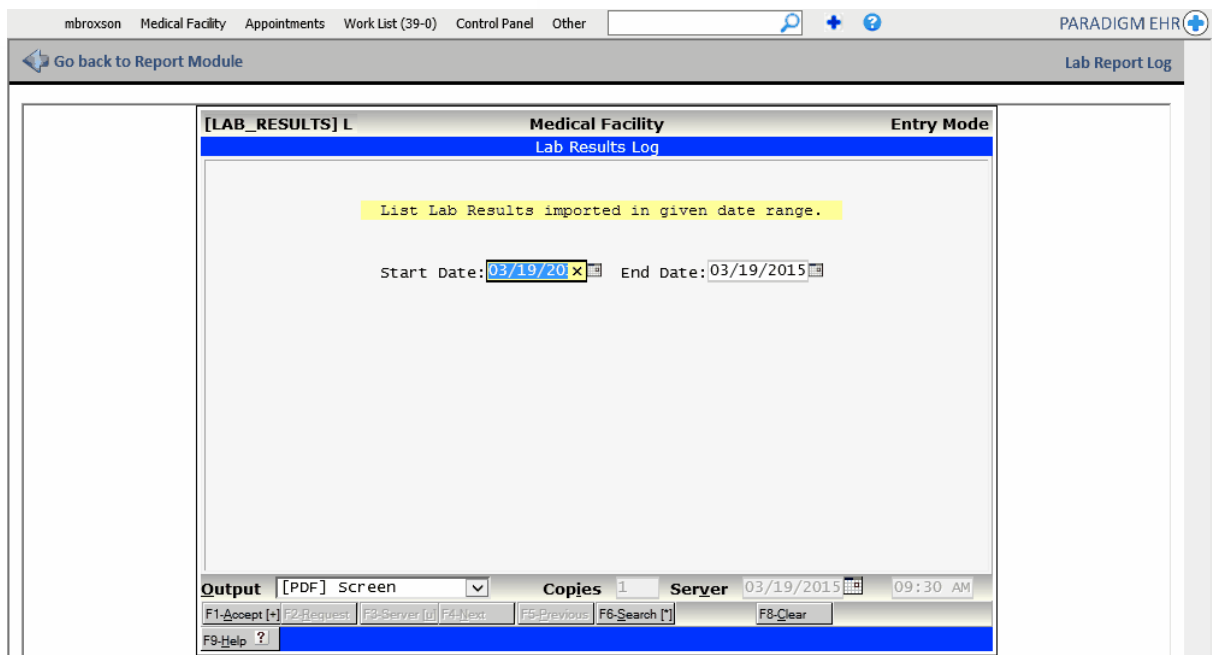 mbroxson Medical Facility Appointments Work List (39-0) Control Panel Other PARADIGM EHR
Go back to Report Module Lab Report Log
[LAB_RESULTS] L Medical Facility Entry Mode
Lab Results Log
List Lab Results imported in given date range.
Start Date: 03/19/20 End Date: 03/19/2015
Output [PDF] Screen Copies 1 Server 03/19/2015 09:30 AM
F1-Accept [+] F2-Request F3-Server [u] F4-Next F5-Previous F6-Search [*] F8-Clear
F9-Help ?